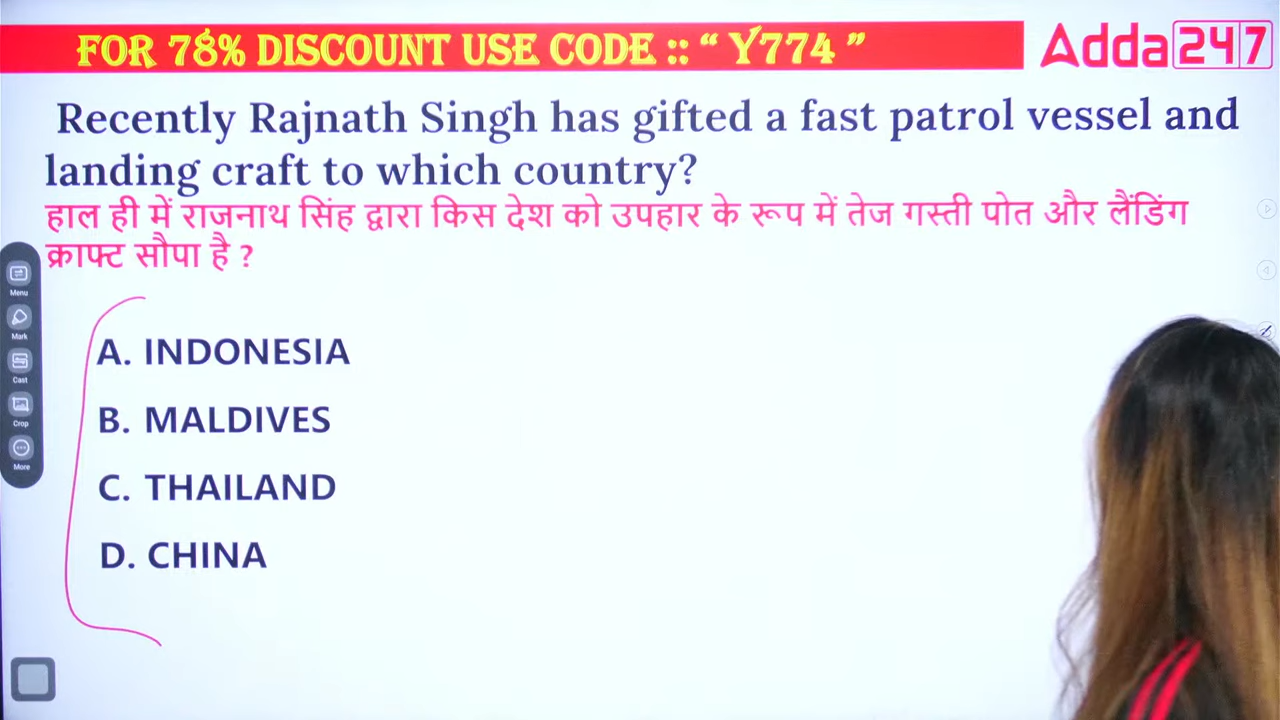 FOR 78% DISCOUNT USE CODE :: “ Y774 ”
Adda247
Recently Rajnath Singh has gifted a fast patrol vessel and
landing craft to which country?
हाल ही में राजनाथ सिंह द्वारा किस देश को उपहार के रूप में तेज गस्ती पोत और लैंडिंग
क्राफ्ट सौपा है ?
Menu
Mark
Cast
Crop
More
A. INDONESIA
B. MALDIVES
C. THAILAND
D. CHINA